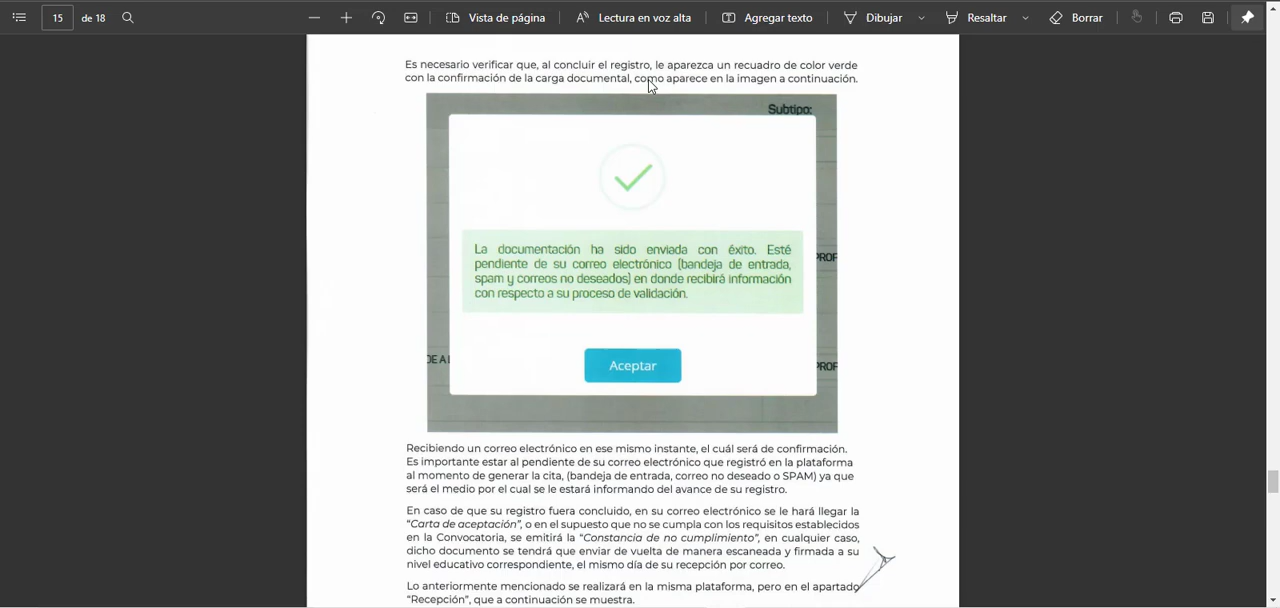 15 de 18
Vista de página
Lectura en voz alta
Agregar texto
Dibujar
Resaltar
Borrar
Es necesario verificar que, al concluir el registro, le aparezca un recuadro de color verde
con la confirmación de la carga documental, como aparece en la imagen a continuación.
Subtipo:
La documentación ha sido enviada con éxito. Esté
pendiente de su correo electrónico (bandeja de entrada,
spam y correos no deseados) en donde recibirá información
con respecto a su proceso de validación.
PROF
DE A
PROF
Aceptar
Recibiendo un correo electrónico en ese mismo instante, el cuál será de confirmación.
Es importante estar al pendiente de su correo electrónico que registró en la plataforma
al momento de generar la cita, (bandeja de entrada, correo no deseado o SPAM) ya que
será el medio por el cual se le estará informando del avance de su registro.
En caso de que su registro fuera concluido, en su correo electrónico se le hará llegar la
“Carta de aceptación”, o en el supuesto que no se cumpla con los requisitos establecidos
en la Convocatoria, se emitirá la “Constancia de no cumplimiento”, en cualquier caso,
dicho documento se tendrá que enviar de vuelta de manera escaneada y firmada a su
nivel educativo correspondiente, el mismo día de su recepción por correo.
Lo anteriormente mencionado se realizará en la misma plataforma, pero en el apartado
“Recepción”, que a continuación se muestra.